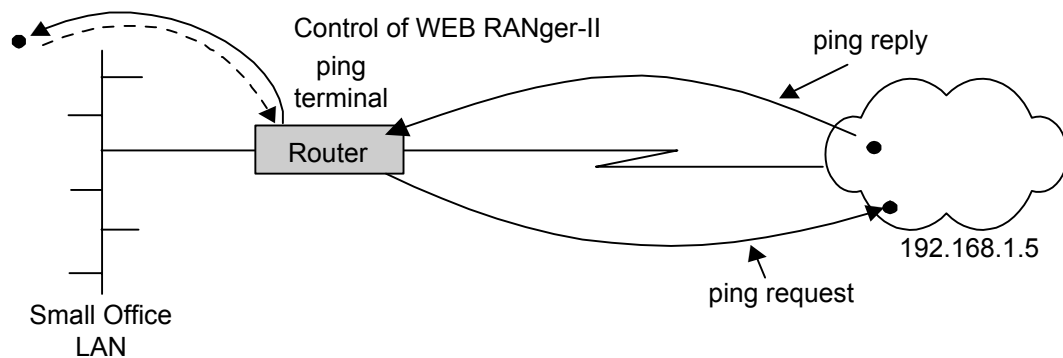 Control of WEB RANger-II
ping reply
ping
terminal
Router
192.168.1.5
ping request
Small Office
LAN